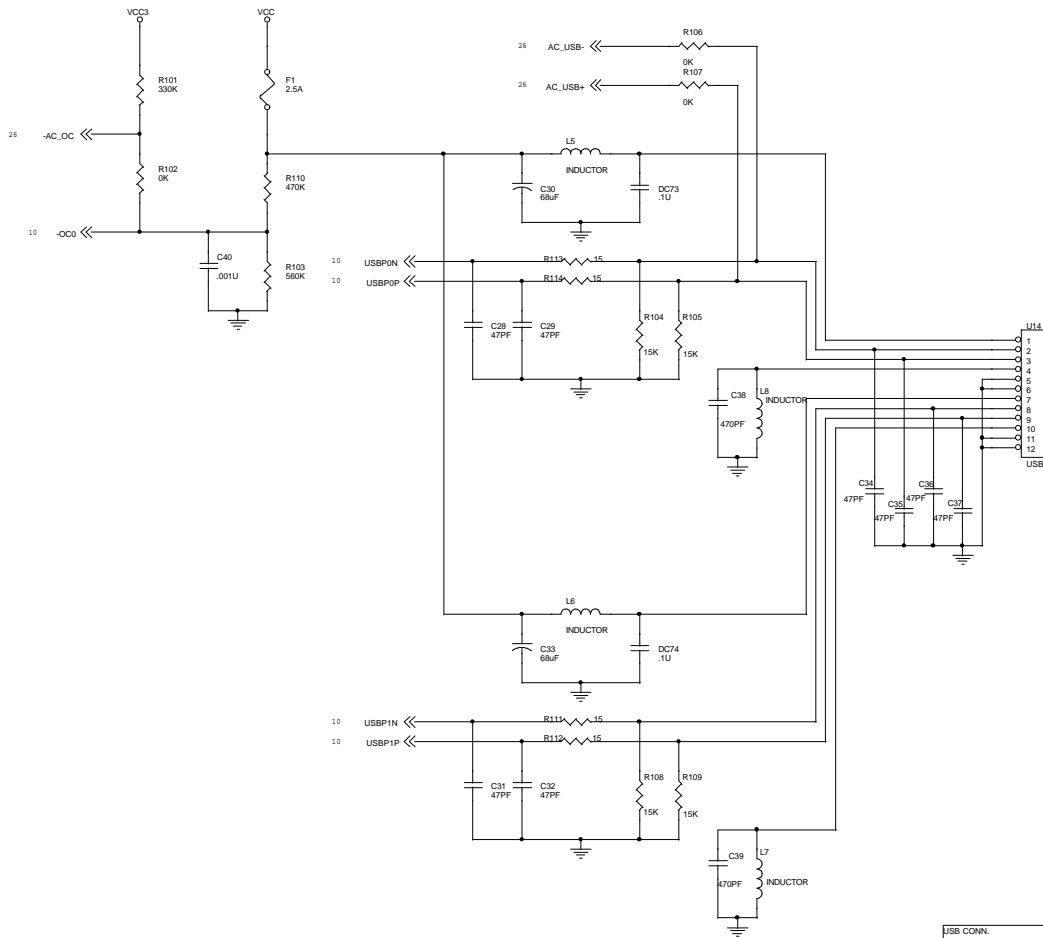 VCC3
VCC
R101
330K
F1
2.5A
26 AC_USB-
R106
0K
26 AC_USB+
R107
0K
26 -AC_OC
R102
0K
R110
470K
10 -OC0
C40
.001U
R103
560K
L5
INDUCTOR
C30
68uF
DC73
.1U
10 USBP0N
R113 15
10 USBP0P
R114 15
C28
47PF
C29
47PF
R104
15K
R105
15K
C38
470PF
L8
INDUCTOR
U14
1
2
3
4
5
6
7
8
9
10
11
12
USB
C34
47PF
C35
47PF
C36
47PF
C37
47PF
L6
INDUCTOR
C33
68uF
DC74
.1U
10 USBP1N
R111 15
10 USBP1P
R112 15
C31
47PF
C32
47PF
R108
15K
R109
15K
C39
470PF
L7
INDUCTOR
USB CONN.